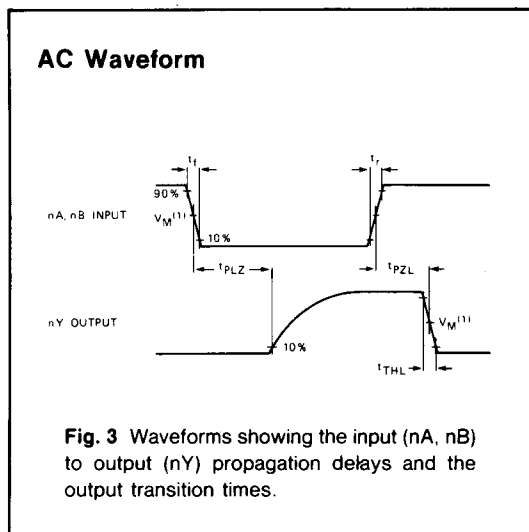 AC Waveform
tf
tr
90%
nA, nB INPUT
VM(1)
10%
tPLZ
tPZL
nY OUTPUT
VM(1)
10%
tTHL
Fig. 3 Waveforms showing the input (nA, nB)
to output (nY) propagation delays and the
output transition times.